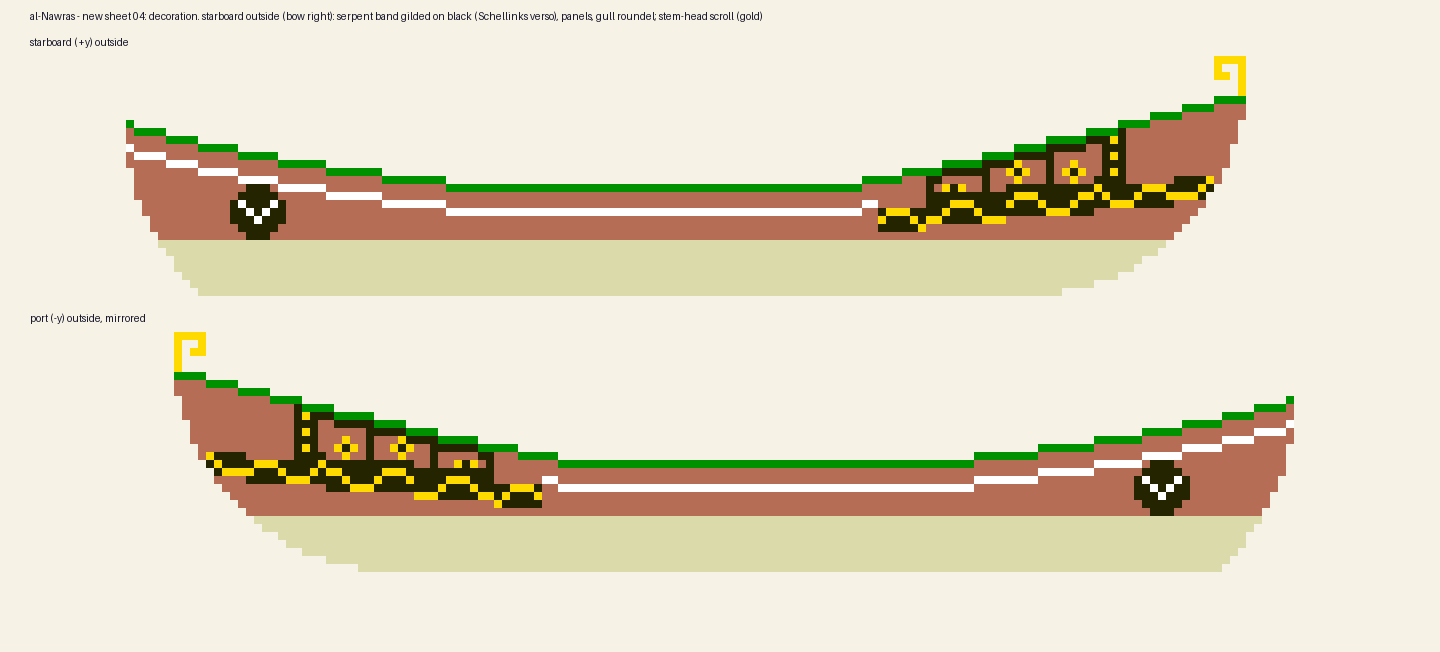 al-Nawras - new sheet 04: decoration. starboard outside (bow right): serpent band gilded on black (Schellinks verso), panels, gull roundel; stem-head scroll (gold)
starboard (+y) outside
port (-y) outside, mirrored